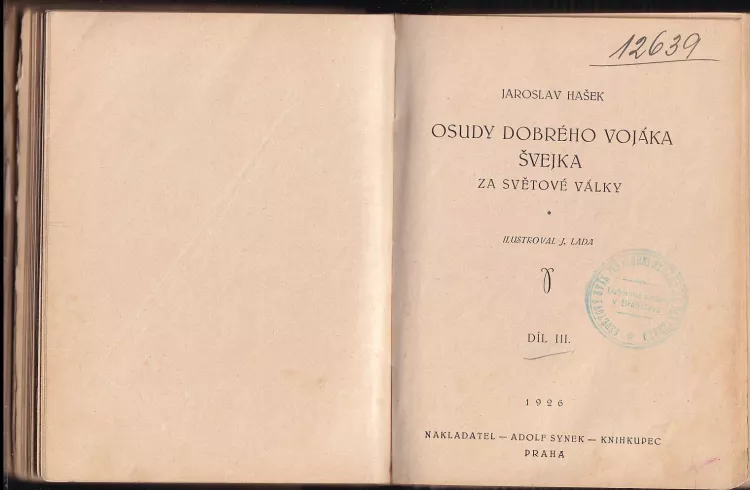 12639
JAROSLAV HAŠEK
OSUDY DOBRÉHO VOJÁKA
ŠVEJKA
ZA SVĚTOVÉ VÁLKY
ILUSTROVAL J. LADA
DÍL III.
1926
NAKLADATEL — ADOLF SYNEK — KNIHKUPEC
PRAHA